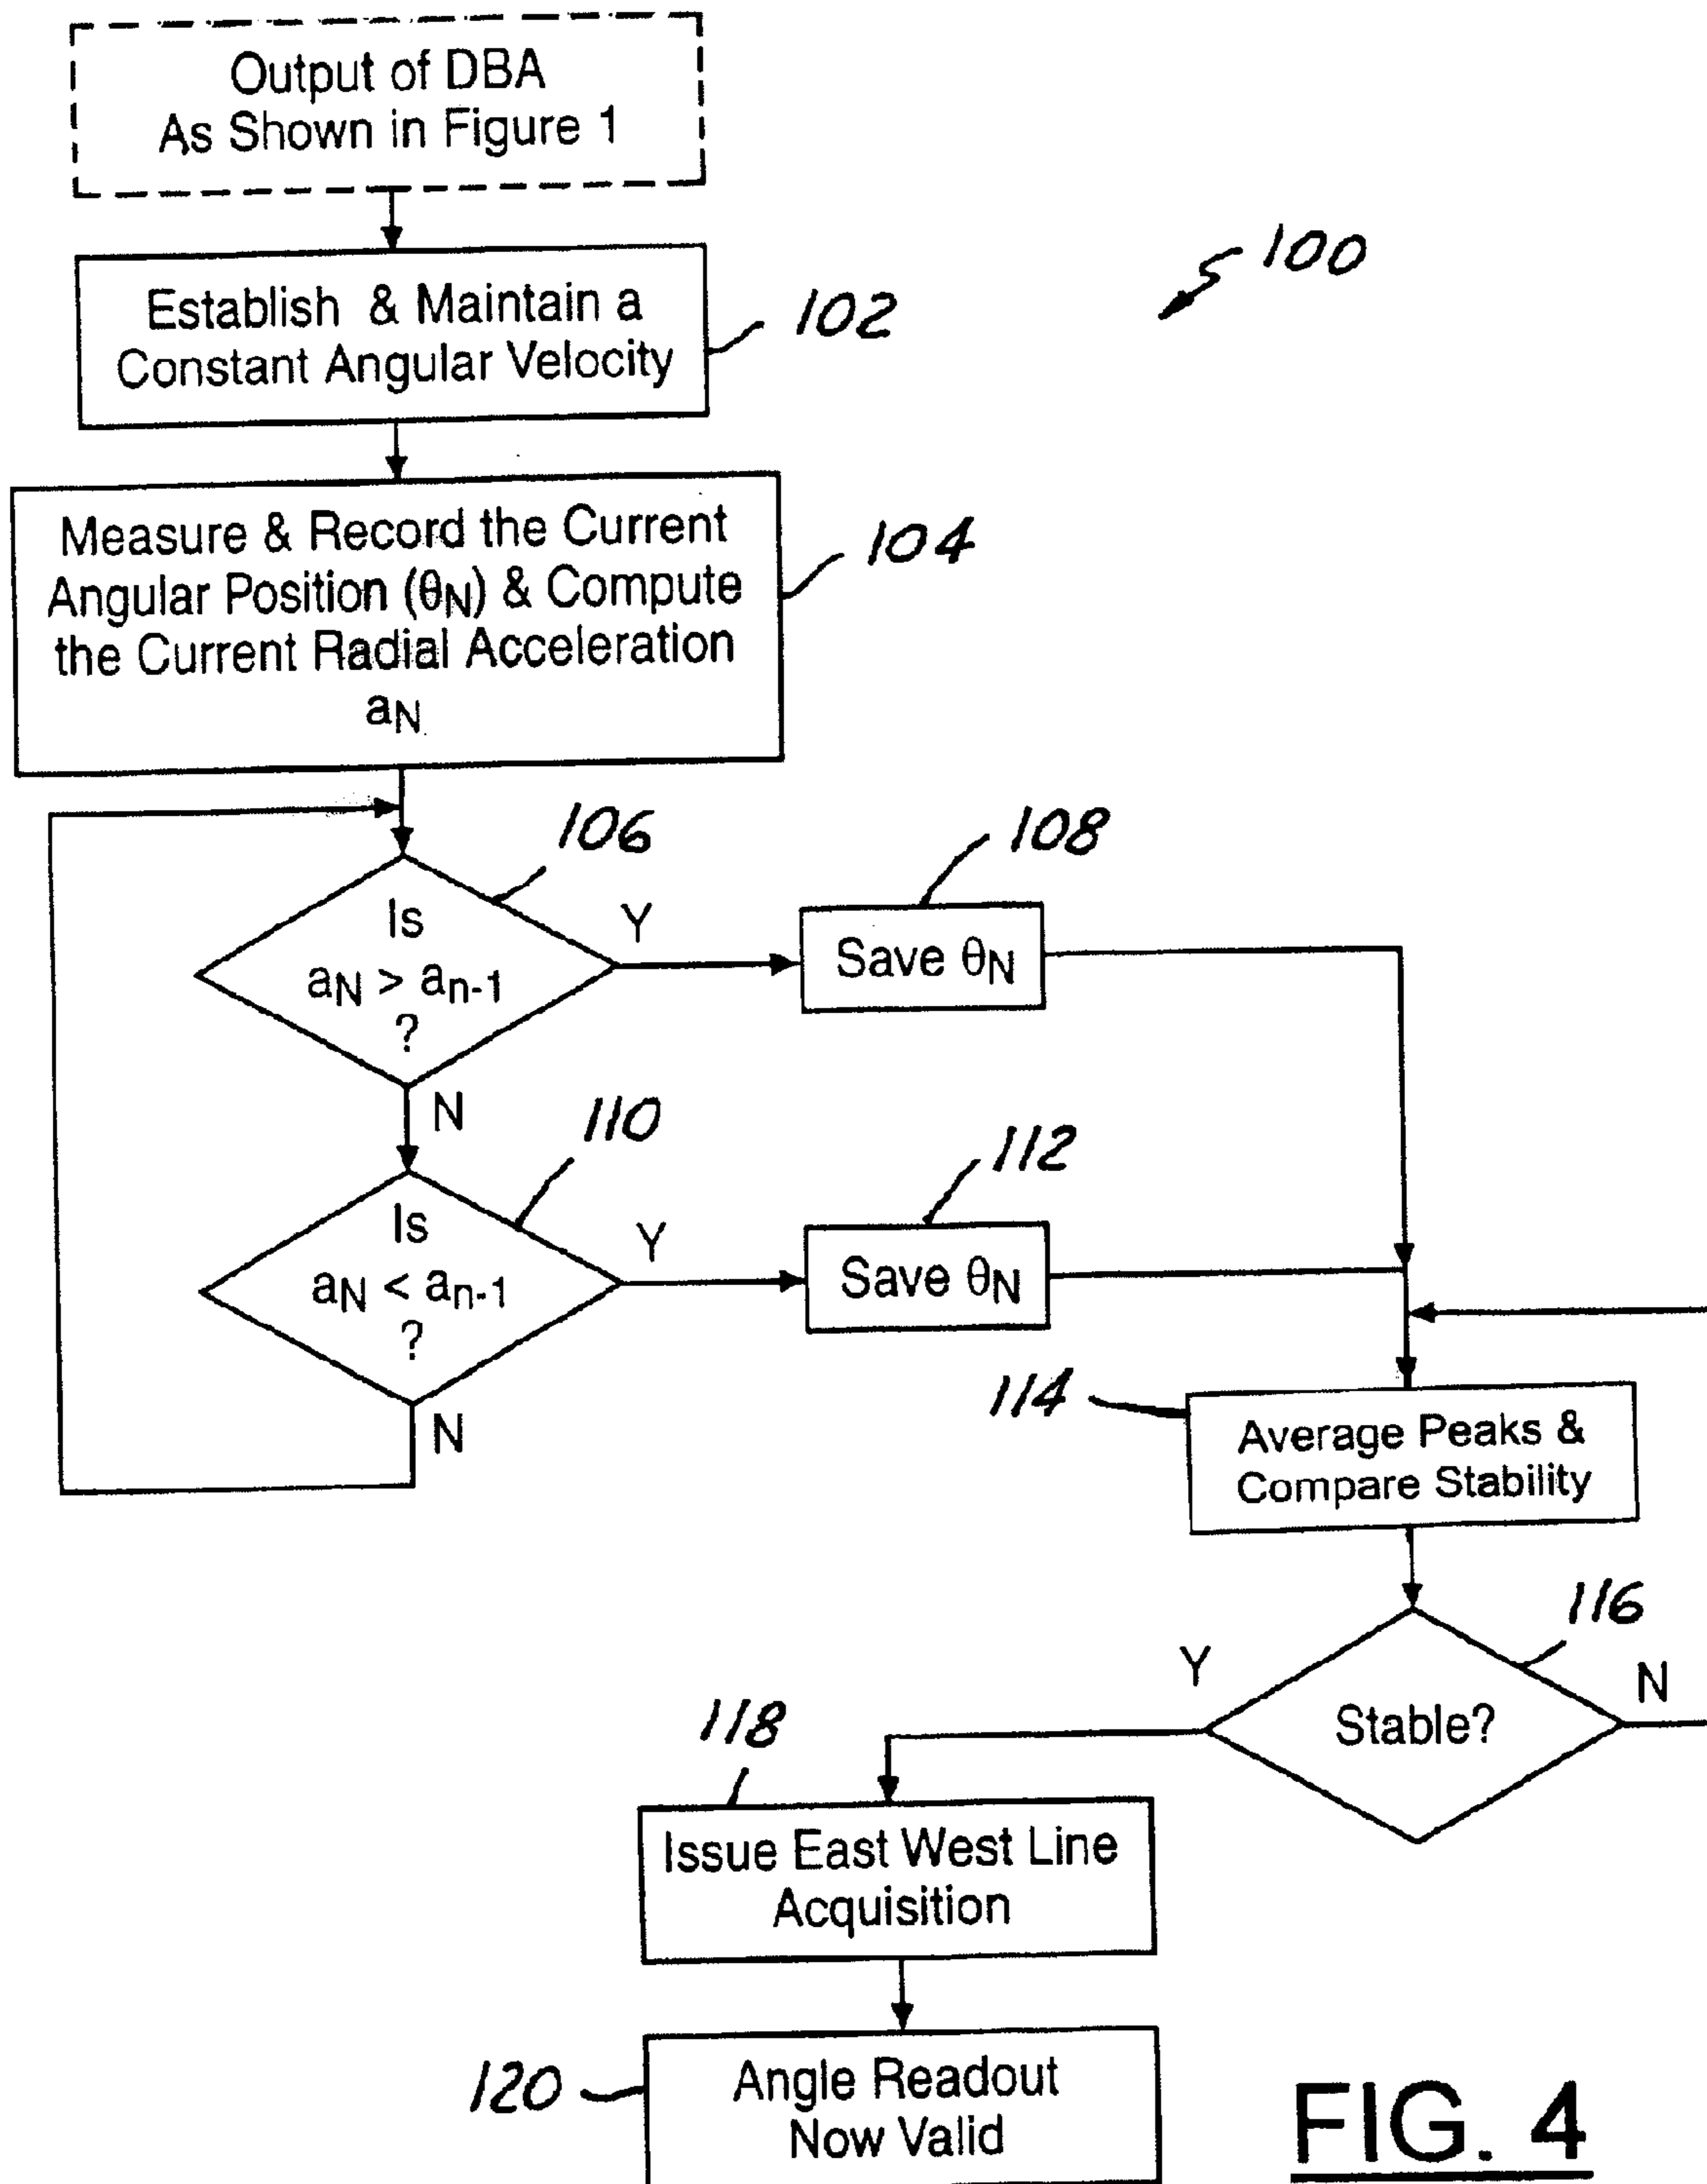 Output of DBA
As Shown in Figure 1
100
Establish & Maintain a
Constant Angular Velocity
102
Measure & Record the Current
Angular Position (θN) & Compute
the Current Radial Acceleration
aN
104
106
Is
aN > an-1
?
Y
N
108
Save θN
110
Is
aN < an-1
?
Y
N
112
Save θN
114
Average Peaks &
Compare Stability
116
Stable?
Y
N
118
Issue East West Line
Acquisition
120
Angle Readout
Now Valid
FIG. 4